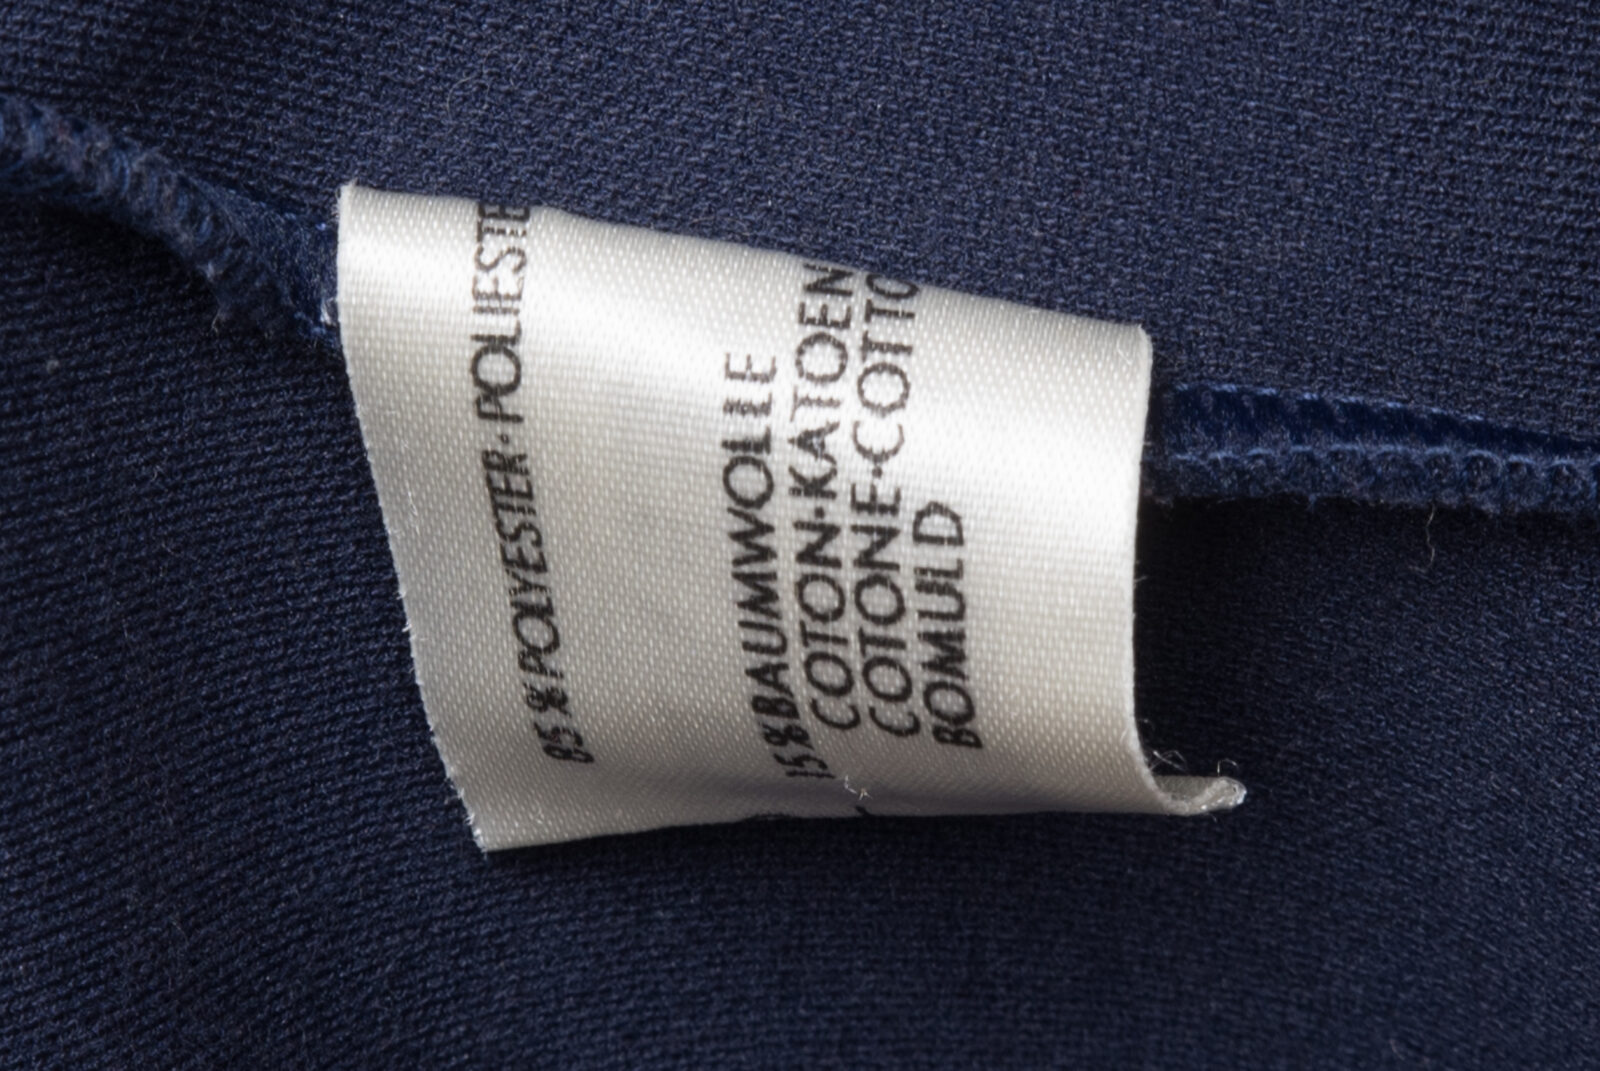 85%POLYESTER·POLIESTE
15%BAUMWOLLE
COTON·KATOEN
COTONE·COTTO
BOMULD